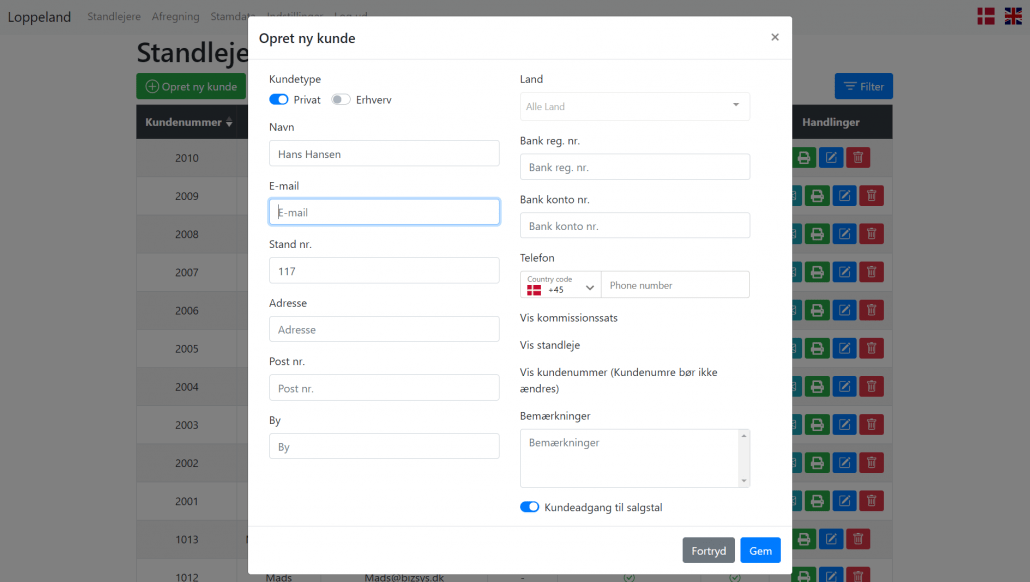 Loppeland Standlejere Afregning Stamdata Indstillinger Log ud
Standleje
Opret ny kunde
Filter
Kundenummer
Handlinger
2010
2009
2008
2007
2006
2005
2004
2003
2002
2001
1013
1012 Mads Mads@bizsys.dk -
Opret ny kunde
×
Kundetype
Privat Erhverv
Navn
Hans Hansen
E-mail
E-mail
Stand nr.
117
Adresse
Adresse
Post nr.
Post nr.
By
By
Land
Alle Land
Bank reg. nr.
Bank reg. nr.
Bank konto nr.
Bank konto nr.
Telefon
Country code
+45
Phone number
Vis kommissionssats
Vis standleje
Vis kundenummer (Kundenumre bør ikke
ændres)
Bemærkninger
Bemærkninger
Kundeadgang til salgstal
Fortryd Gem